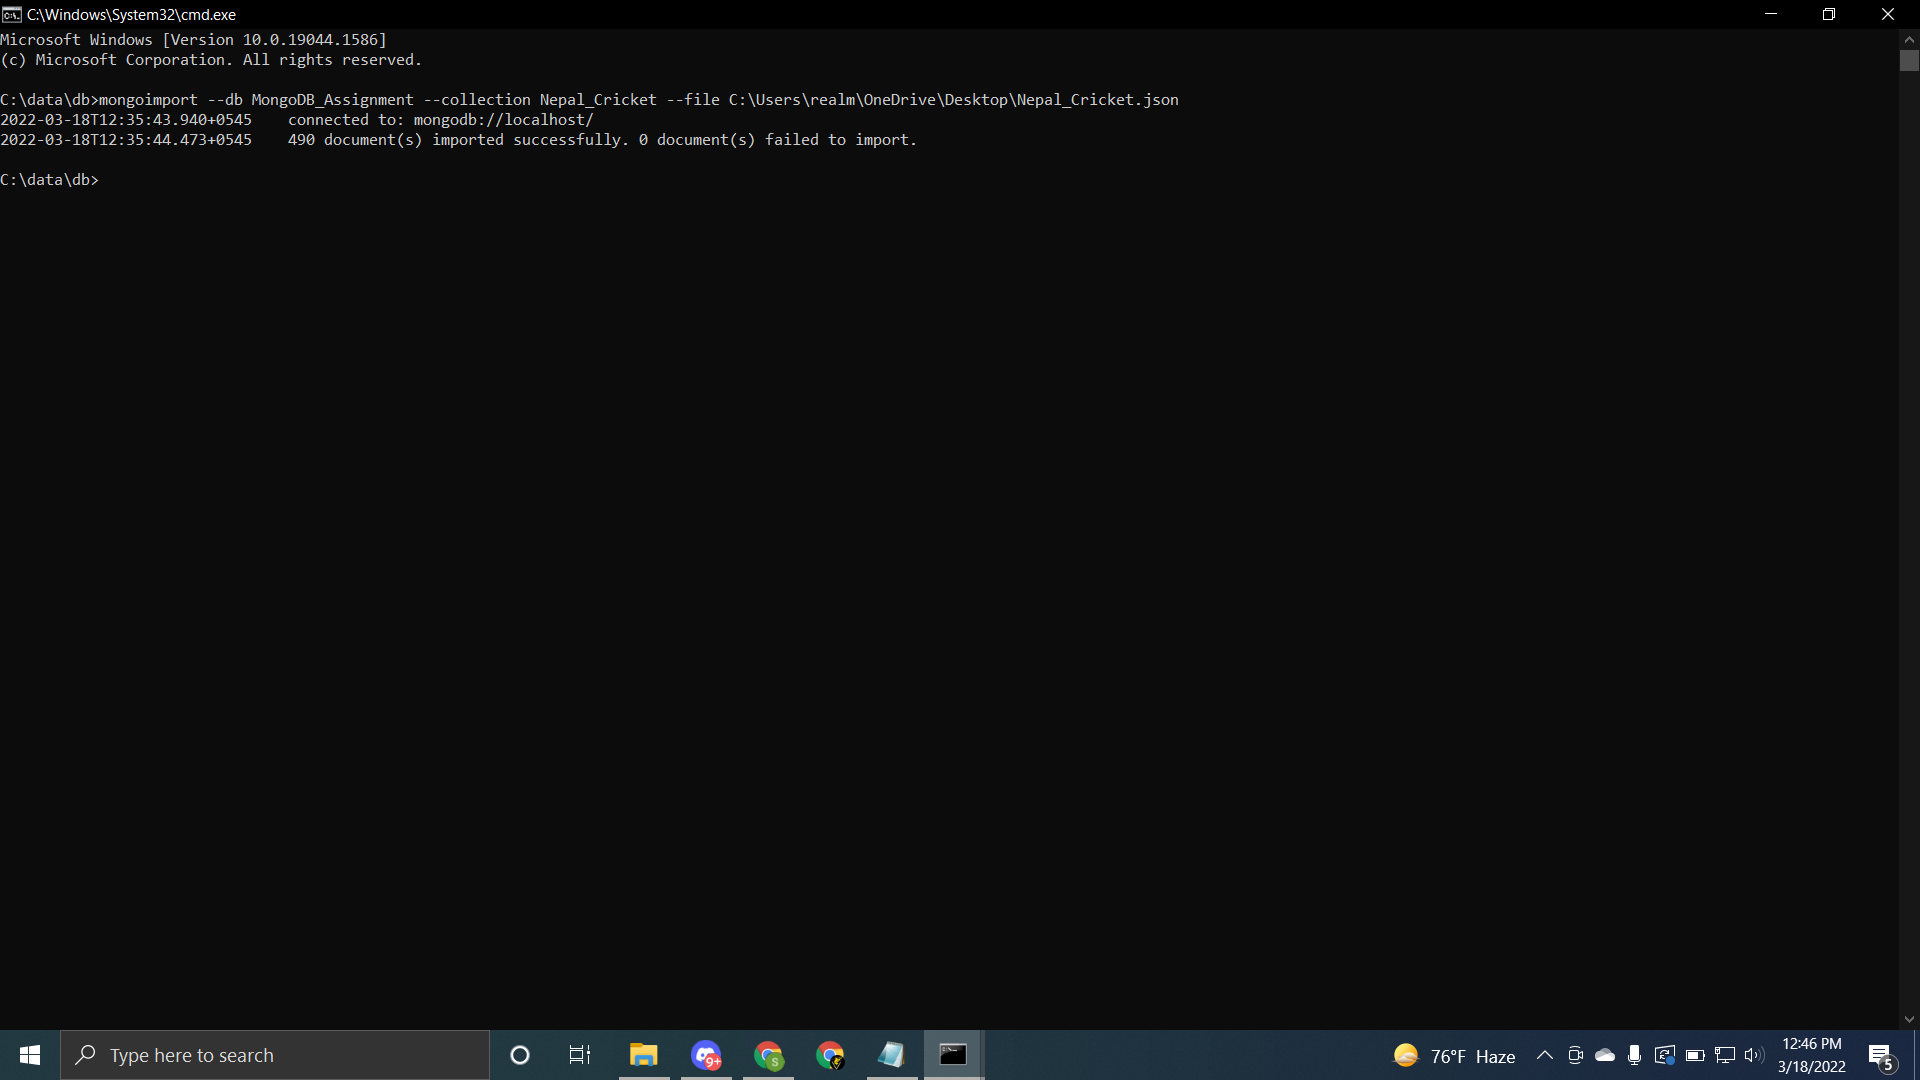 C:\Windows\System32\cmd.exe
Microsoft Windows [Version 10.0.19044.1586]
(c) Microsoft Corporation. All rights reserved.
C:\data\db>mongoimport --db MongoDB_Assignment --collection Nepal_Cricket --file C:\Users\realm\OneDrive\Desktop\Nepal_Cricket.json
2022-03-18T12:35:43.940+0545    connected to: mongodb://localhost/
2022-03-18T12:35:44.473+0545    490 document(s) imported successfully. 0 document(s) failed to import.
C:\data\db>
Type here to search
9+
S
76°F Haze
12:46 PM
3/18/2022
5